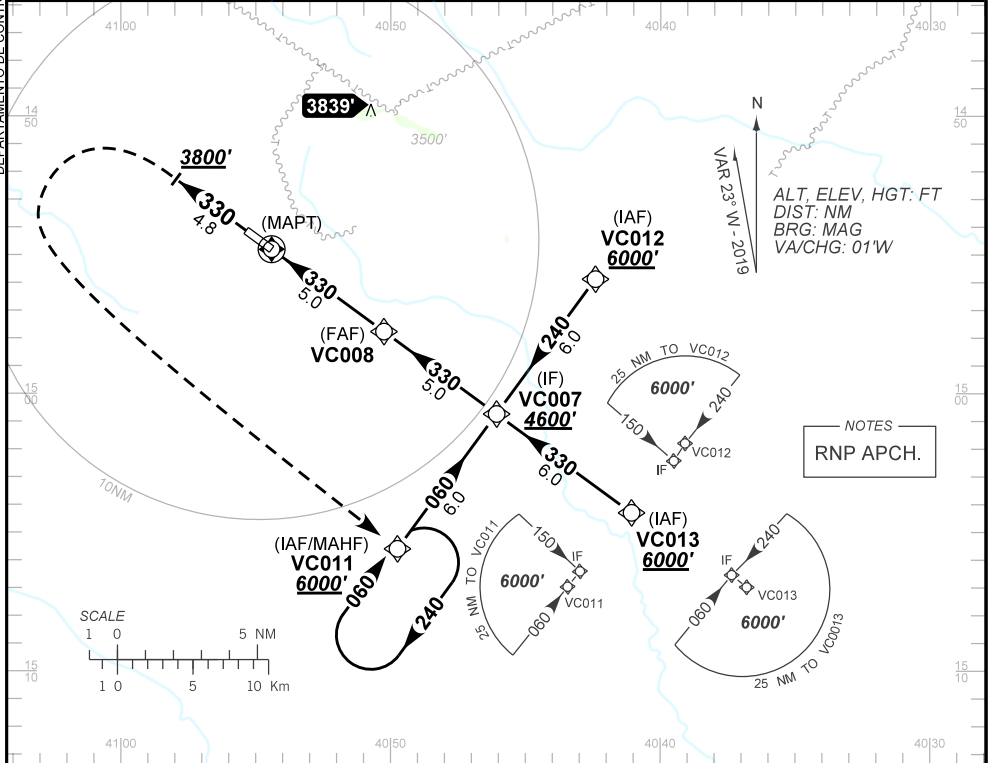 41°00'
40°50'
40°40'
40°30'
14
50
14
50
3839'
3500'
N
VAR 23° W - 2019
ALT, ELEV, HGT: FT
DIST: NM
BRG: MAG
VA/CHG: 01'W
3800'
330
4.8
(MAPT)
(IAF)
VC012
6000'
330
5.0
240
6.0
(FAF)
VC008
330
5.0
(IF)
VC007
4600'
25 NM TO VC012
6000'
150
240
VC012
IF
NOTES
RNP APCH.
15
00
15
00
10NM
060
6.0
330
6.0
(IAF)
VC013
6000'
(IAF/MAHF)
VC011
6000'
060
240
25 NM TO VC011
150
IF
6000'
VC011
060
240
IF
VC013
6000'
060
25 NM TO VC0013
SCALE
1 0 5 NM
1 0 5 10 Km
15
10
15
10
41°00'
40°50'
40°40'
40°30'